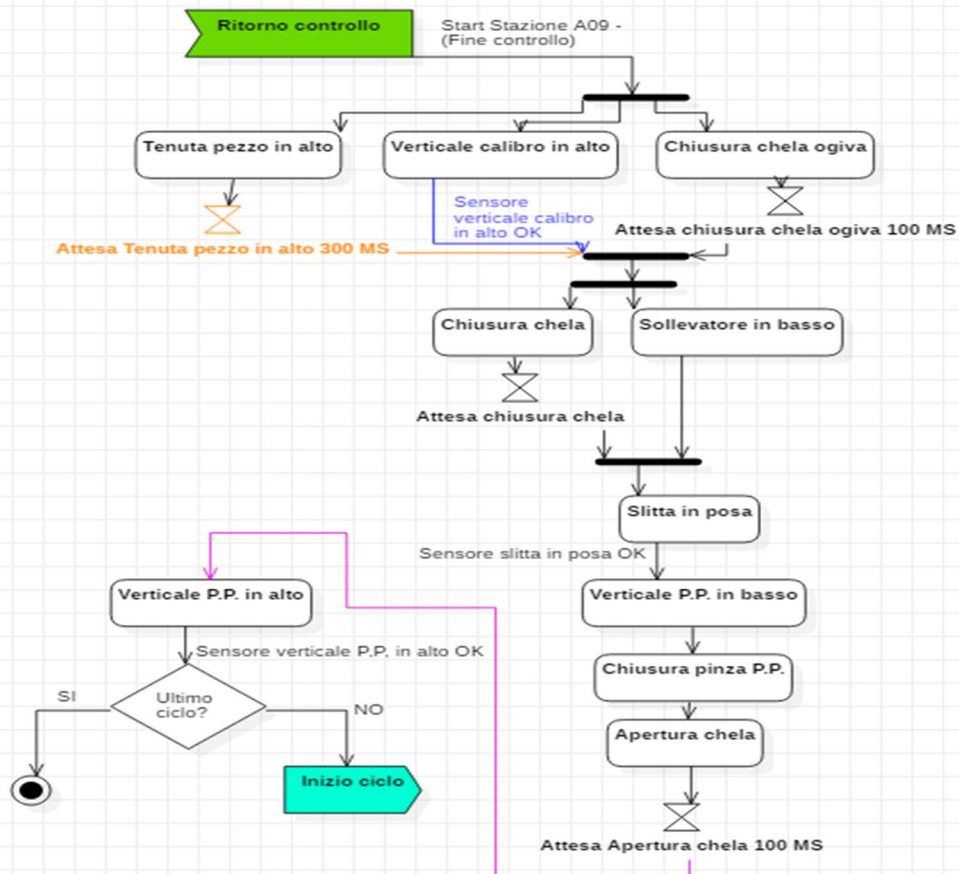 Ritorno controllo
Start Stazione A09 -
(Fine controllo)
Tenuta pezzo in alto
Verticale calibro in alto
Chiusura chela ogiva
Sensore
verticale calibro
in alto OK
Attesa chiusura chela ogiva 100 MS
Attesa Tenuta pezzo in alto 300 MS
Chiusura chela
Sollevatore in basso
Attesa chiusura chela
Slitta in posa
Sensore slitta in posa OK
Verticale P.P. in alto
Verticale P.P. in basso
Sensore verticale P.P. in alto OK
Chiusura pinza P.P.
SI
Ultimo
ciclo?
NO
Apertura chela
Inizio ciclo
Attesa Apertura chela 100 MS